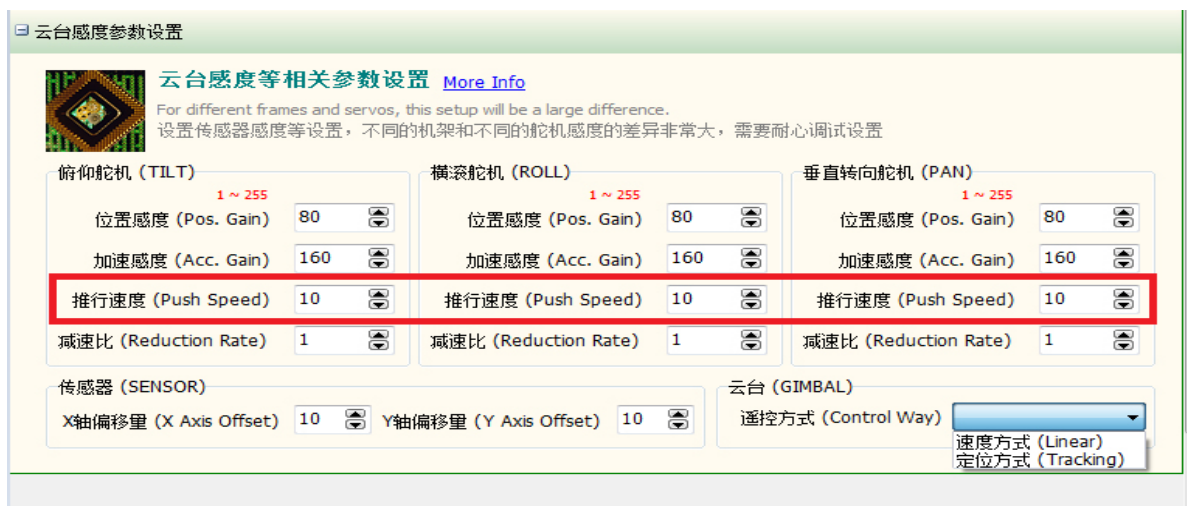 云台感度参数设置
云台感度等相关参数设置 More Info
For different frames and servos, this setup will be a large difference.
设置传感器感度等设置，不同的机架和不同的舵机感度的差异非常大，需要耐心调试设置
俯仰舵机 (TILT)
1 ~ 255
位置感度 (Pos. Gain) 80
加速感度 (Acc. Gain) 160
推行速度 (Push Speed) 10
减速比 (Reduction Rate) 1
横滚舵机 (ROLL)
1 ~ 255
位置感度 (Pos. Gain) 80
加速感度 (Acc. Gain) 160
推行速度 (Push Speed) 10
减速比 (Reduction Rate) 1
垂直转向舵机 (PAN)
1 ~ 255
位置感度 (Pos. Gain) 80
加速感度 (Acc. Gain) 160
推行速度 (Push Speed) 10
减速比 (Reduction Rate) 1
传感器 (SENSOR)
X轴偏移量 (X Axis Offset) 10 Y轴偏移量 (Y Axis Offset) 10
云台 (GIMBAL)
遥控方式 (Control Way)
速度方式 (Linear)
定位方式 (Tracking)